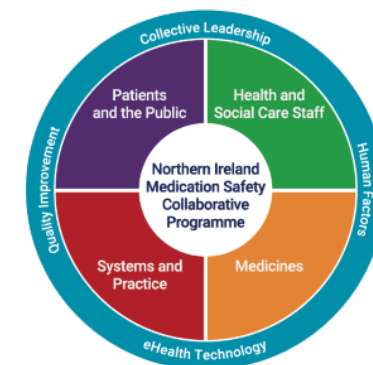 Collective Leadership
Patients
and the Public
Health and
Social Care Staff
Quality Improvement
Northern Ireland
Medication Safety
Collaborative
Programme
Human Factors
Systems and
Practice
Medicines
eHealth Technology